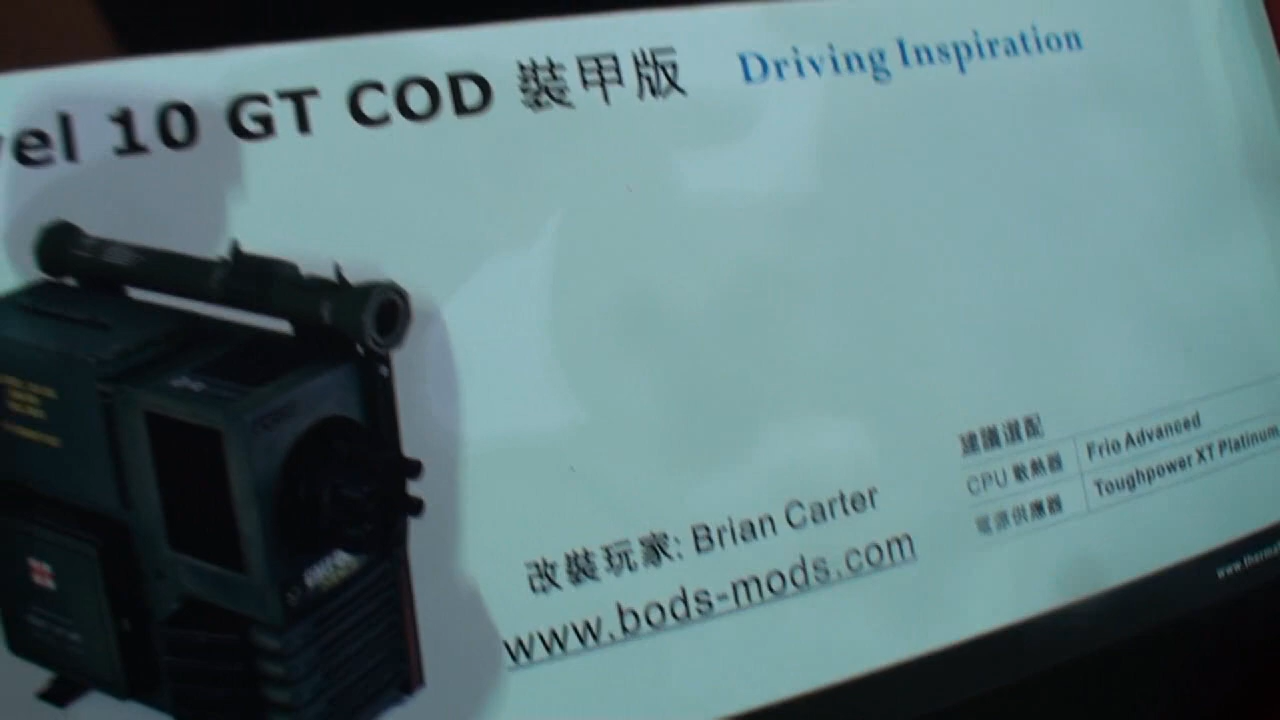 vel 10 GT COD 裝甲版
Driving Inspiration
改裝玩家: Brian Carter
www.bods-mods.com
建議選配
CPU 散熱器 Frio Advanced
電源供應器 Toughpower XT Platinum